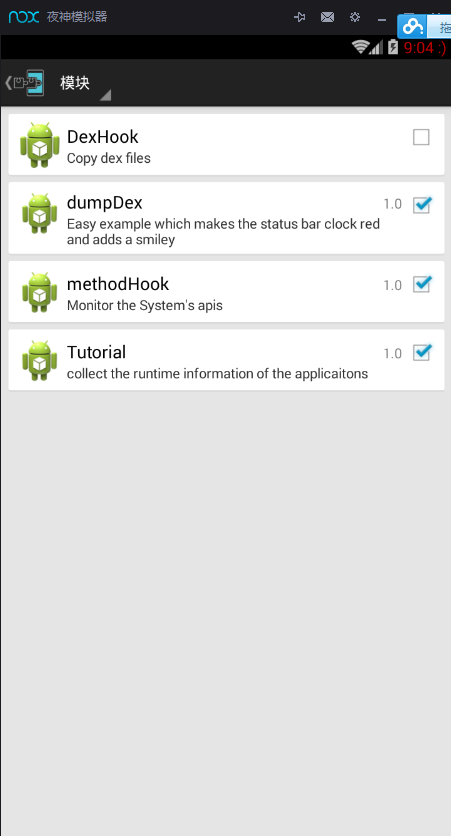 nox 夜神模拟器
拖
9:04 :)
模块
DexHook
Copy dex files
dumpDex
1.0
Easy example which makes the status bar clock red
and adds a smiley
methodHook
1.0
Monitor the System's apis
Tutorial
1.0
collect the runtime information of the applicaitons